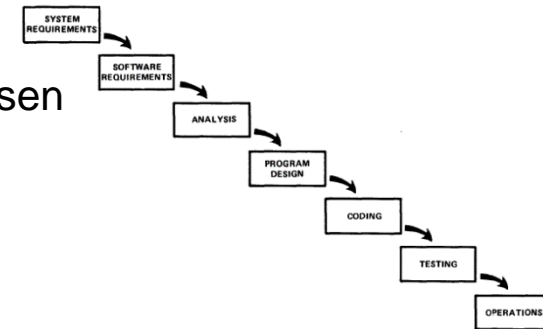 SYSTEM
REQUIREMENTS
SOFTWARE
REQUIREMENTS
sen
ANALYSIS
PROGRAM
DESIGN
CODING
TESTING
OPERATIONS